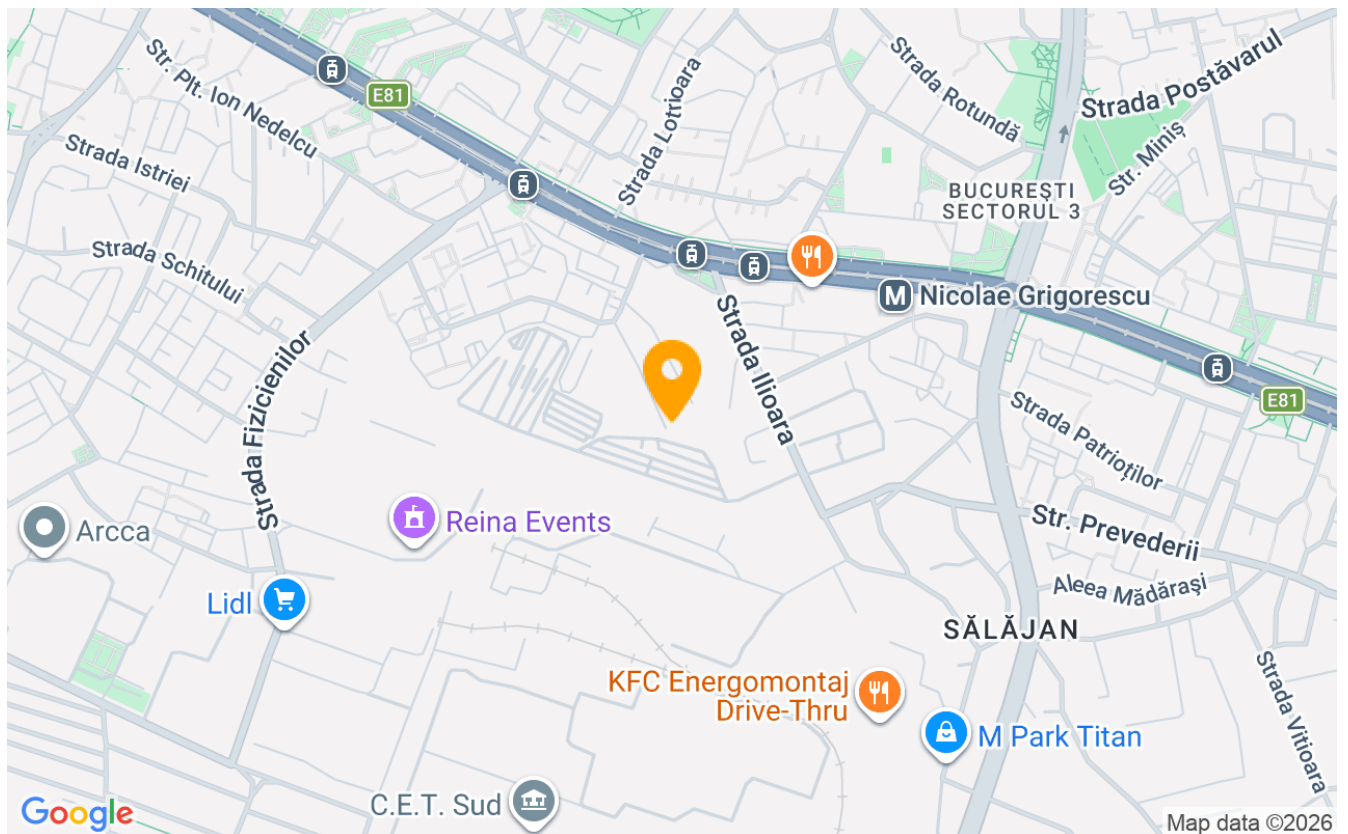 Str. Plt. Ion Nedelcu
E81
Strada Lotrioara
Strada Rotundă
Strada Postăvarul
Str. Miniș
Strada Istriei
BUCUREȘTI
SECTORUL 3
Strada Schitului
M Nicolae Grigorescu
Strada Ilioara
Strada Fizicienilor
E81
Strada Patrioților
Arcca
Reina Events
Str. Prevederii
Aleea Mădărași
Lidl
SĂLĂJAN
KFC Energomontaj
Drive-Thru
Strada Vitioara
M Park Titan
C.E.T. Sud
Google
Map data ©2026